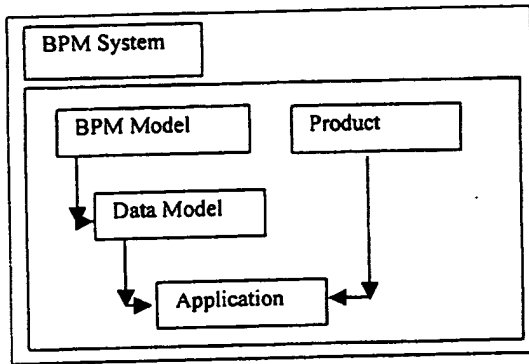 BPM System
BPM Model
Product
Data Model
Application